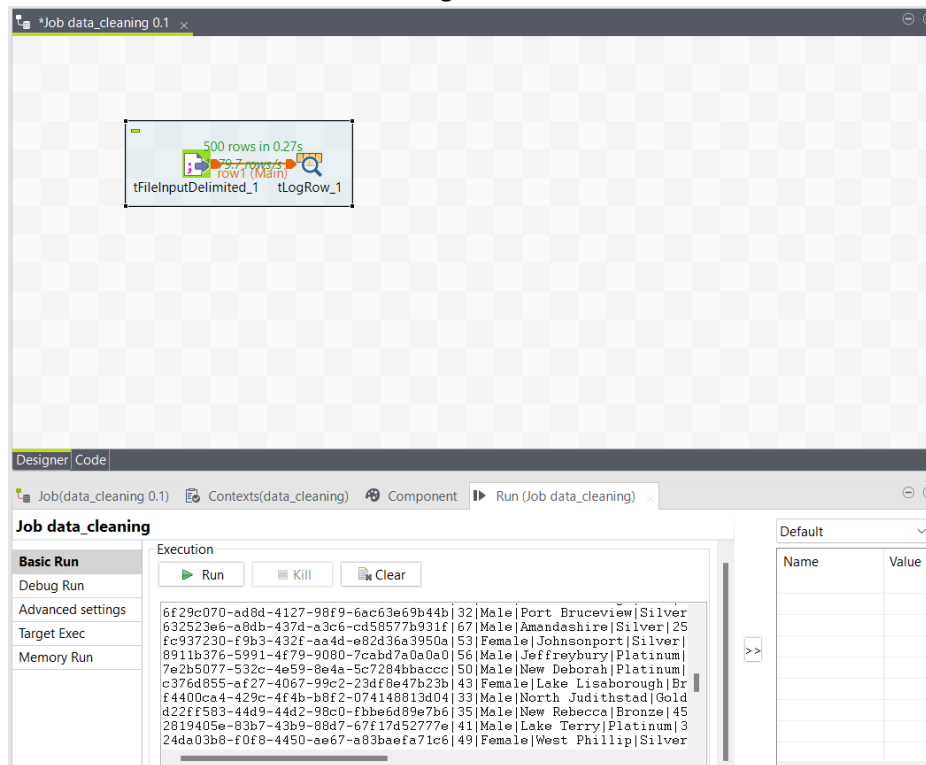 *Job data_cleaning 0.1
500 rows in 0.27s
79.7 rows/s
row1 (Main)
tFileInputDelimited_1
tLogRow_1
Designer
Code
Job(data_cleaning 0.1)
Contexts(data_cleaning)
Component
Run (Job data_cleaning)
Job data_cleaning
Default
Basic Run
Debug Run
Advanced settings
Target Exec
Memory Run
Execution
Run
Kill
Clear
6f29c070-ad8d-4127-98f9-6ac63e69b44b|32|Male|Port Bruceview|Silver
632523e6-a8db-437d-a3c6-cd58577b931f|67|Male|Amandashire|Silver|25
fc937230-f9b3-432f-aa4d-e82d36a3950a|53|Female|Johnsonport|Silver|
8911b376-5991-4f79-9080-7cabd7a0a0a0|56|Male|Jeffreybury|Platinum|
7e2b5077-532c-4e59-8e4a-5c7284bbaccc|50|Male|New Deborah|Platinum|
c376d855-af27-4067-99c2-23df8e47b23b|43|Female|Lake Lisaborough|Br
f4400ca4-429c-4f4b-b8f2-074148813d04|33|Male|North Judithstad|Gold
d22ff583-44d9-44d2-98c0-fbbe6d89e7b6|35|Male|New Rebecca|Bronze|45
2819405e-83b7-43b9-88d7-67f17d52777e|41|Male|Lake Terry|Platinum|3
24da03b8-f0f8-4450-ae67-a83baefa71c6|49|Female|West Phillip|Silver
>>
Name
Value